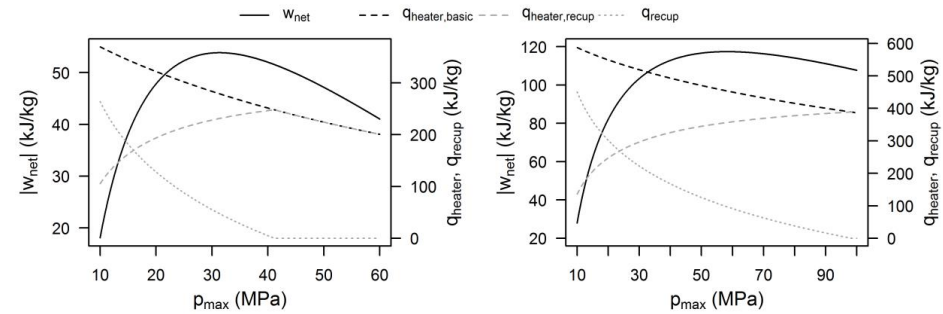 w_net q_heater,basic q_heater,recup q_recup
|w_net| (kJ/kg)
50
40
30
20
300
200
100
0
q_heater, q_recup (kJ/kg)
10 20 30 40 50 60
p_max (MPa)
|w_net| (kJ/kg)
120
100
80
60
40
20
600
500
400
300
200
100
0
q_heater, q_recup (kJ/kg)
10 30 50 70 90
p_max (MPa)